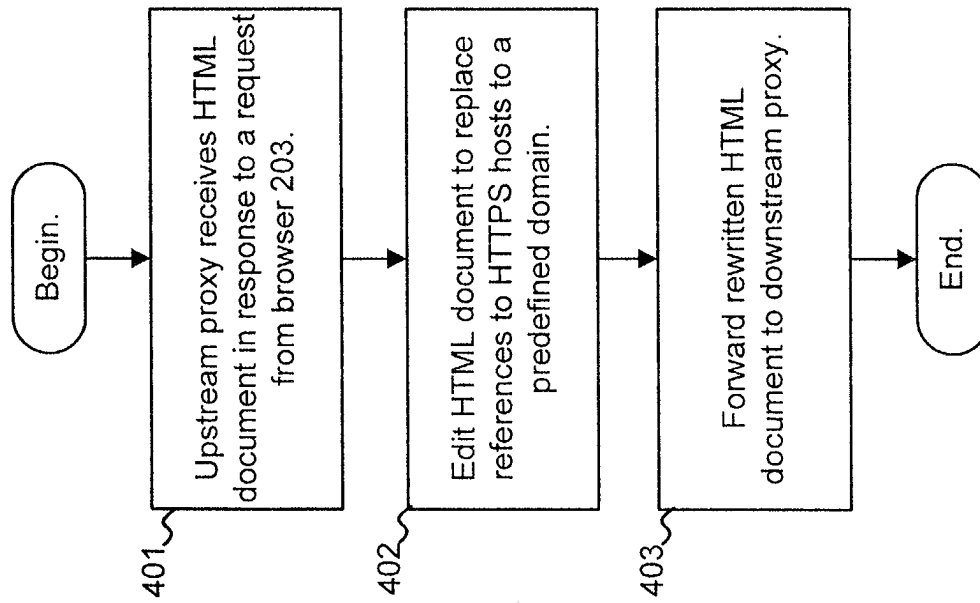 Begin.
401
Upstream proxy receives HTML
document in response to a request
from browser 203.
402
Edit HTML document to replace
references to HTTPS hosts to a
predefined domain.
403
Forward rewritten HTML
document to downstream proxy.
End.